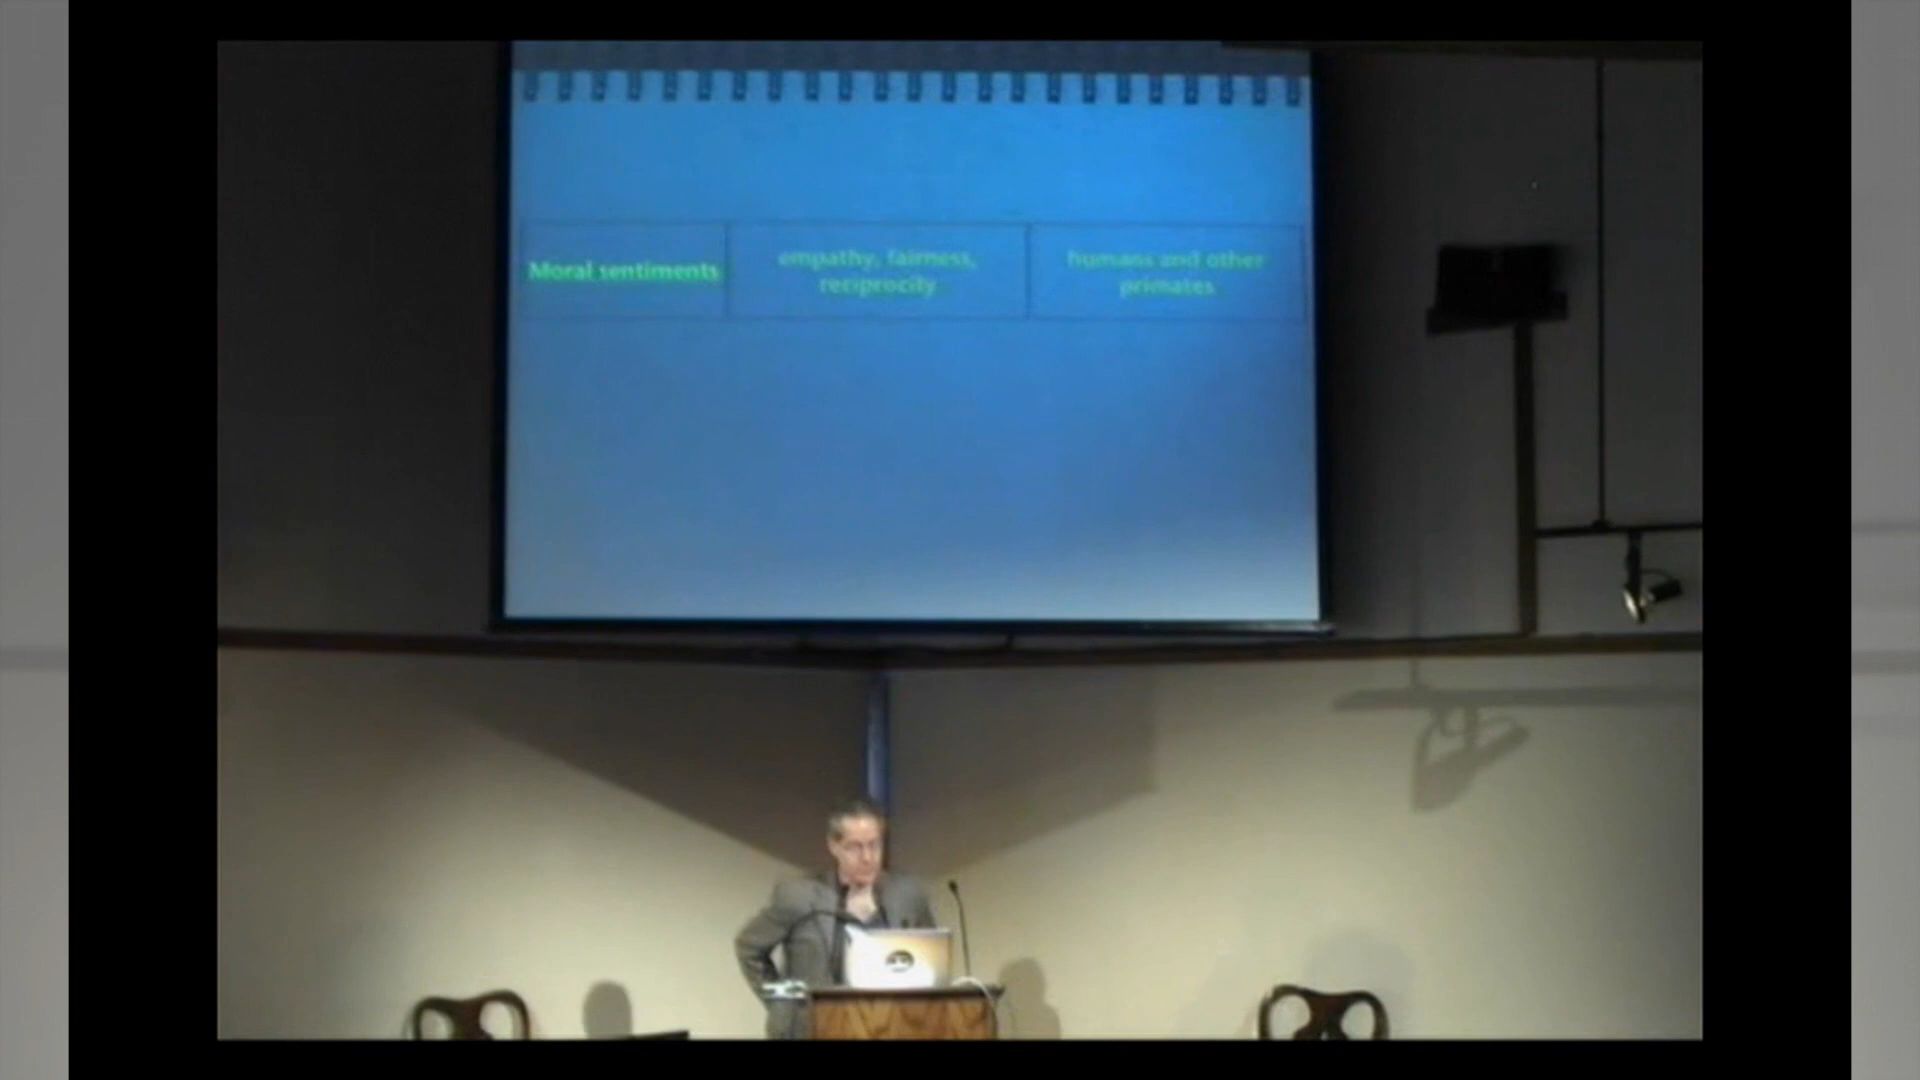 Moral sentiments
empathy, fairness,
reciprocity
humans and other
primates